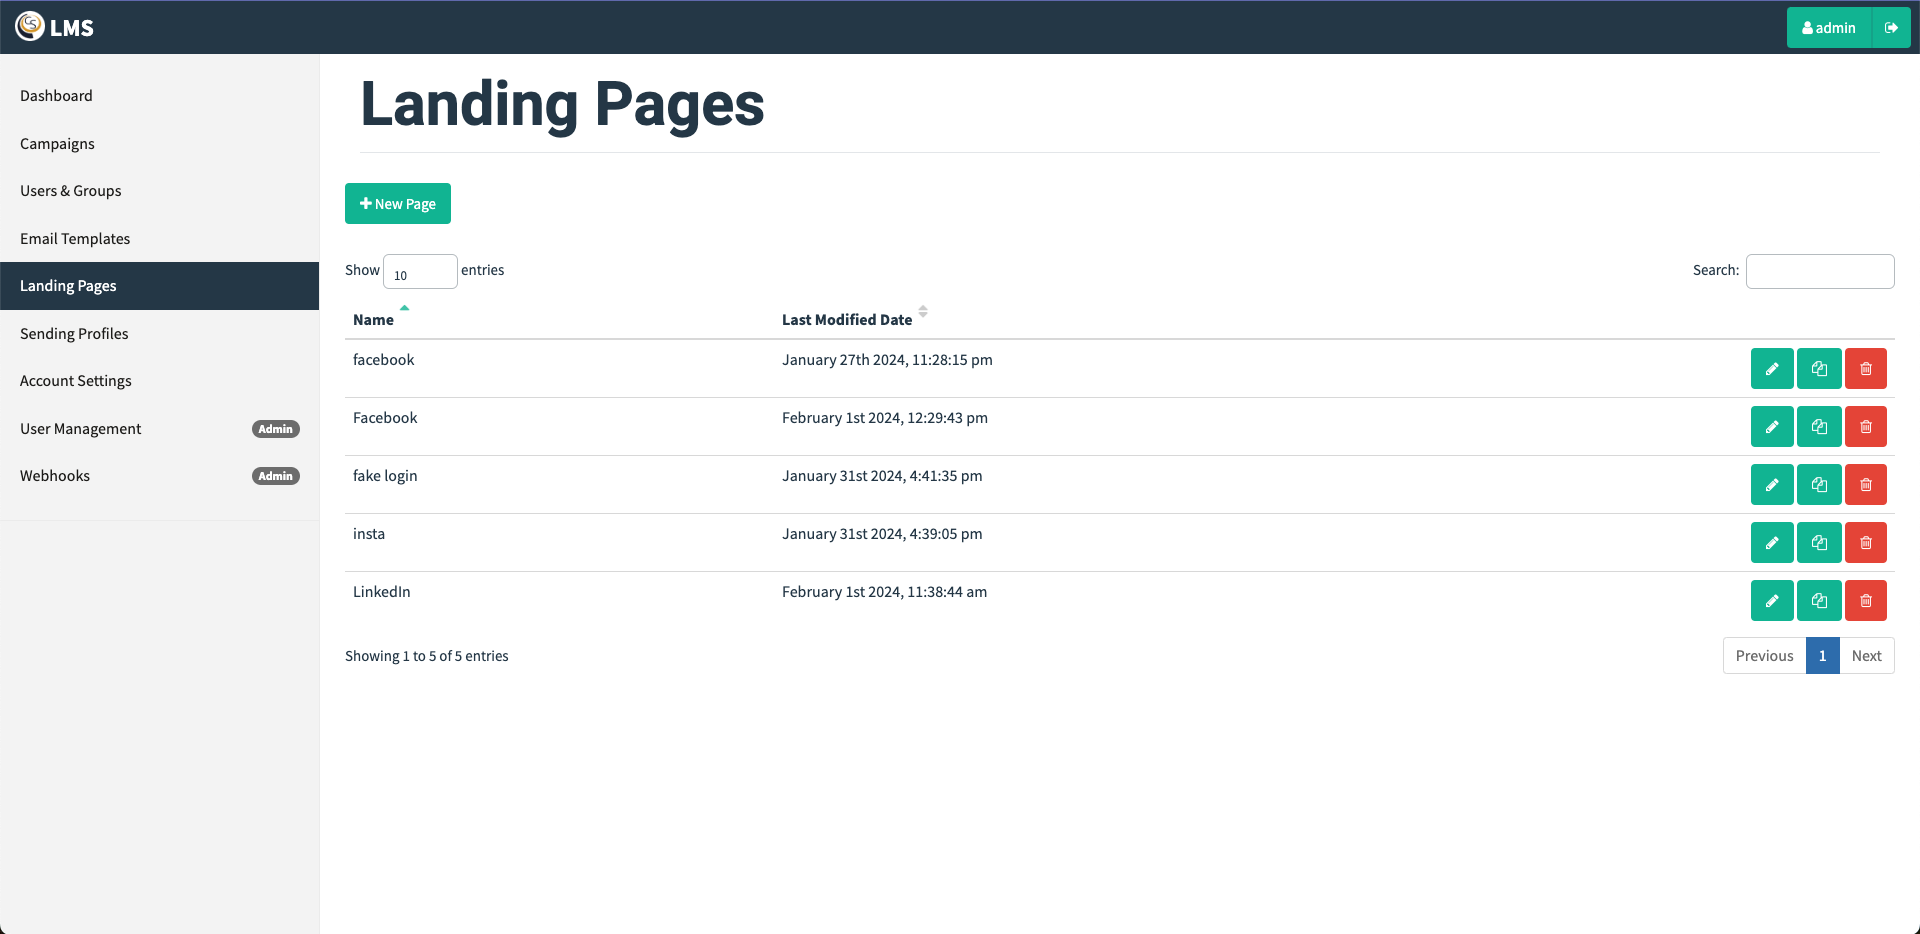 CS LMS
admin
Dashboard
Campaigns
Users & Groups
Email Templates
Landing Pages
Sending Profiles
Account Settings
User Management Admin
Webhooks Admin
Landing Pages
New Page
Show 10 entries
Search:
Name Last Modified Date
facebook January 27th 2024, 11:28:15 pm
Facebook February 1st 2024, 12:29:43 pm
fake login January 31st 2024, 4:41:35 pm
insta January 31st 2024, 4:39:05 pm
LinkedIn February 1st 2024, 11:38:44 am
Showing 1 to 5 of 5 entries
Previous 1 Next